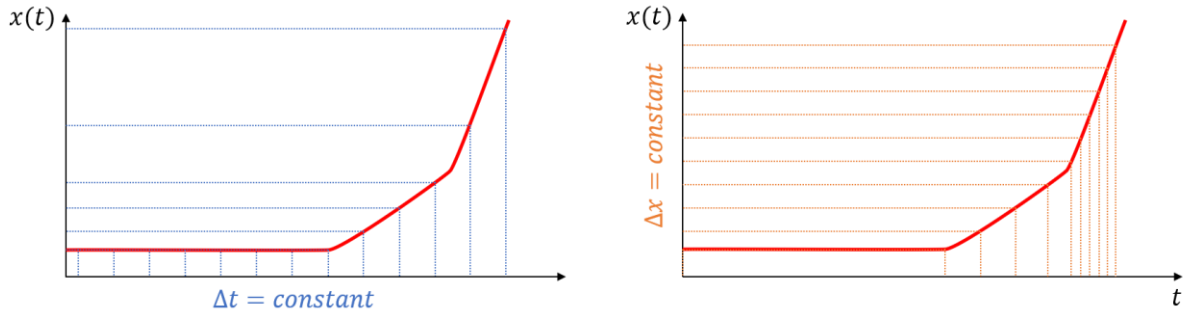 x(t)
Δt = constant
x(t)
Δx = constant
t